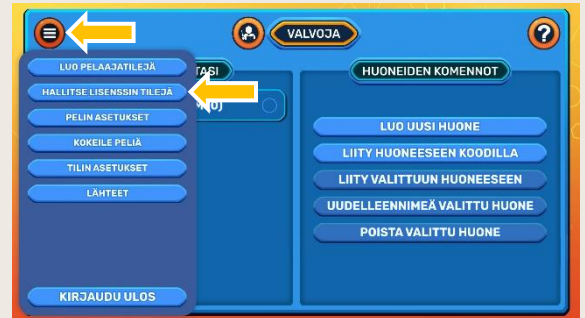 VALVOJA
?
LUO PELAAJATILEJÄ
HALLITSE LISENSSIN TILEJÄ
PELIN ASETUKSET
KOKEILE PELIÄ
TILIN ASETUKSET
LÄHTEET
KIRJAUDU ULOS
HUONEIDEN KOMENNOT
LUO UUSI HUONE
LIITY HUONEESEEN KOODILLA
LIITY VALITTUUN HUONEESEEN
UUDELLEENNIMEÄ VALITTU HUONE
POISTA VALITTU HUONE